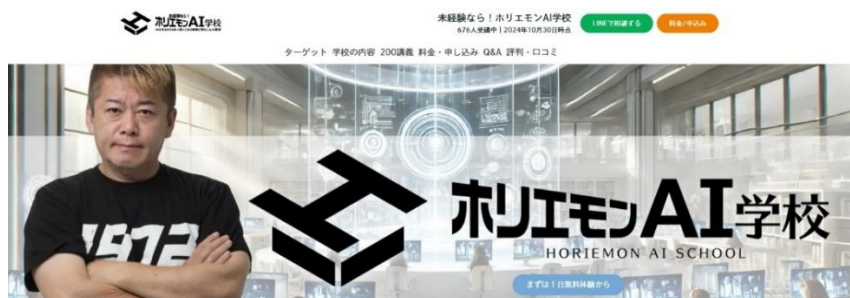 未経験なら!
ホリエモンAI学校
未経験なら!ホリエモンAI学校
676人受講中 | 2024年10月30日時点
LINEで相談する
料金/申込み
ターゲット 学校の内容 200講義 料金・申し込み Q&A 評判・口コミ
1972
ホリエモンAI学校
HORIEMON AI SCHOOL
まずは1日無料体験から